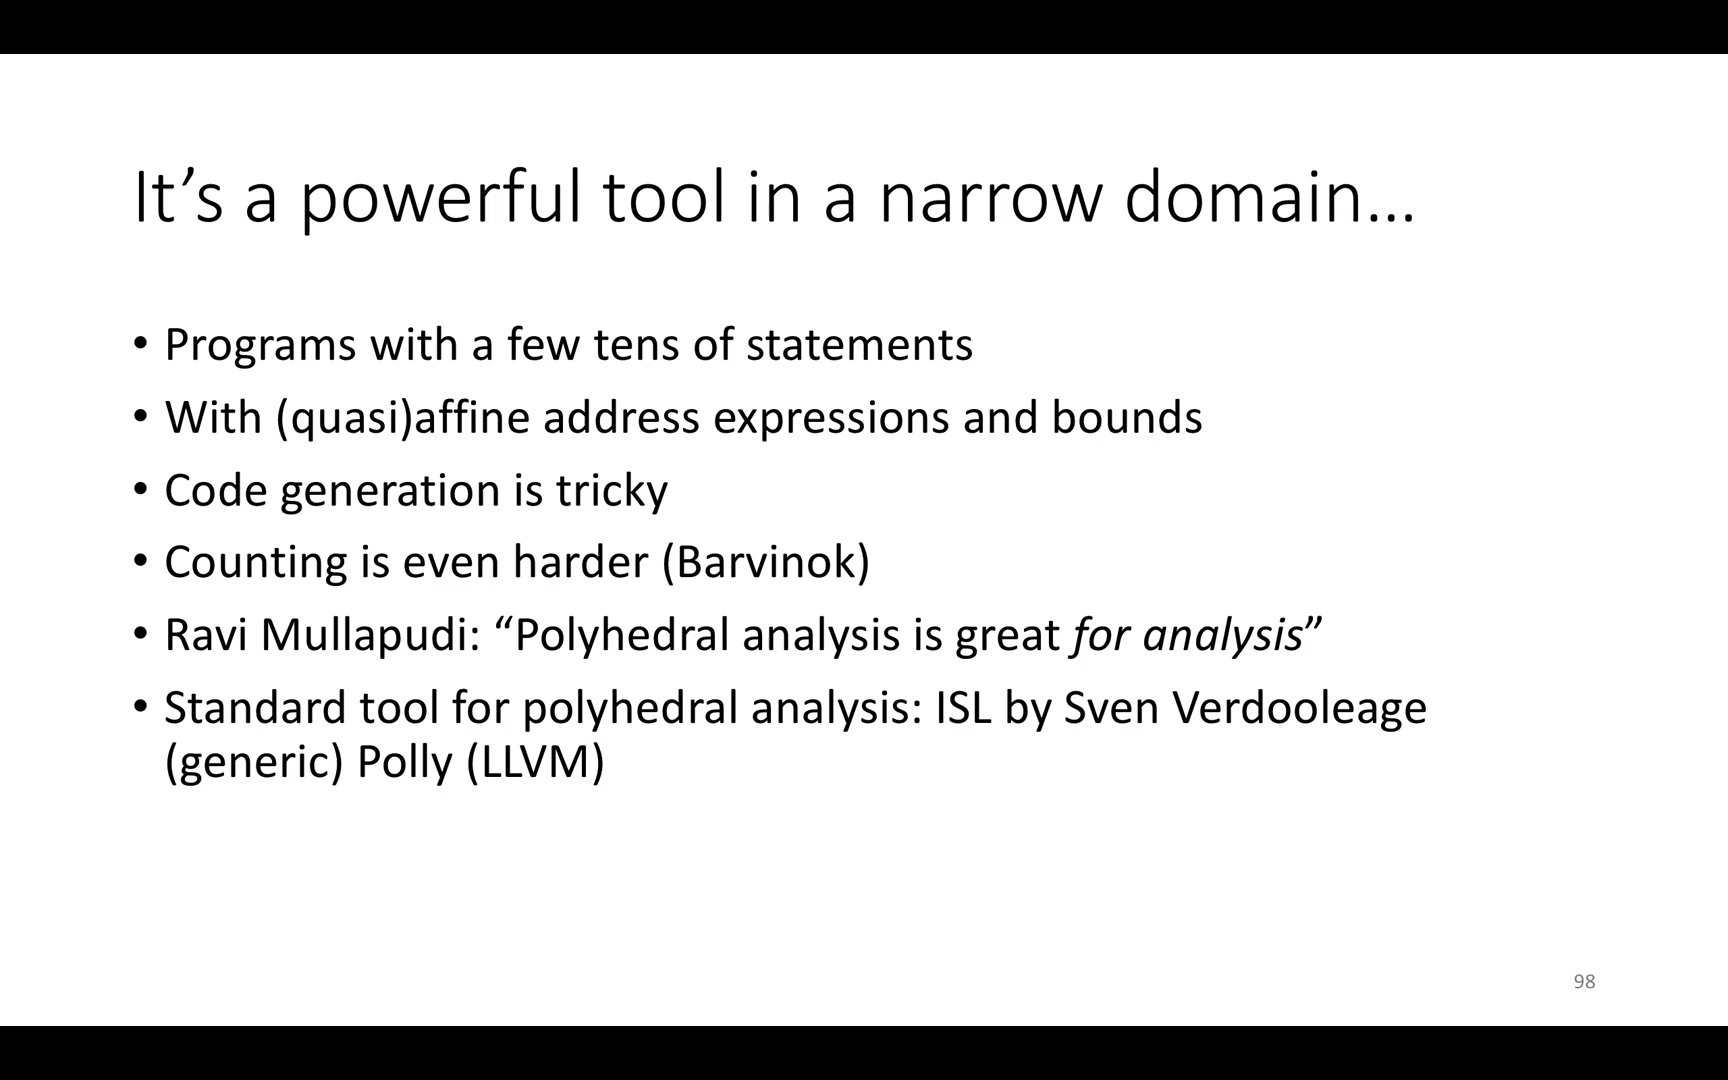 It’s a powerful tool in a narrow domain…
• Programs with a few tens of statements
• With (quasi)affine address expressions and bounds
• Code generation is tricky
• Counting is even harder (Barvinok)
• Ravi Mullapudi: “Polyhedral analysis is great for analysis”
• Standard tool for polyhedral analysis: ISL by Sven Verdooleage
(generic) Polly (LLVM)
98